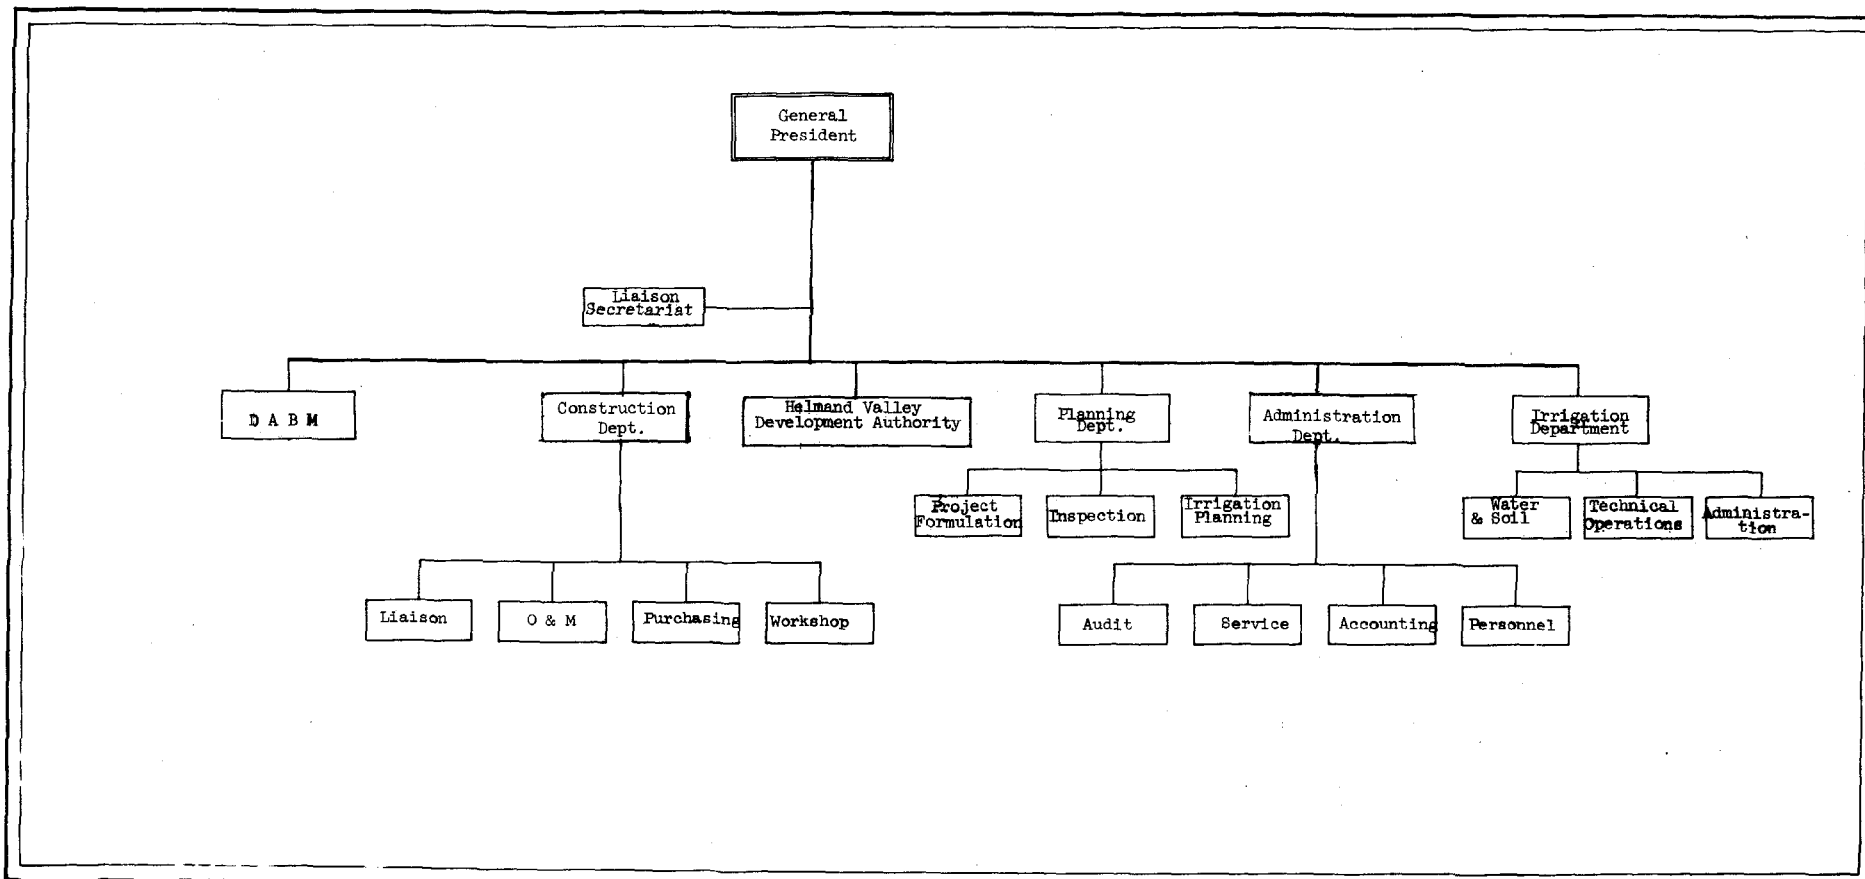 General
President
Liaison
Secretariat
D A B M
Construction
Dept.
Helmand Valley
Development Authority
Planning
Dept.
Administration
Dept.
Irrigation
Department
Project
Formulation
Inspection
Irrigation
Planning
Water
& Soil
Technical
Operations
Administra-
tion
Liaison
O & M
Purchasing
Workshop
Audit
Service
Accounting
Personnel